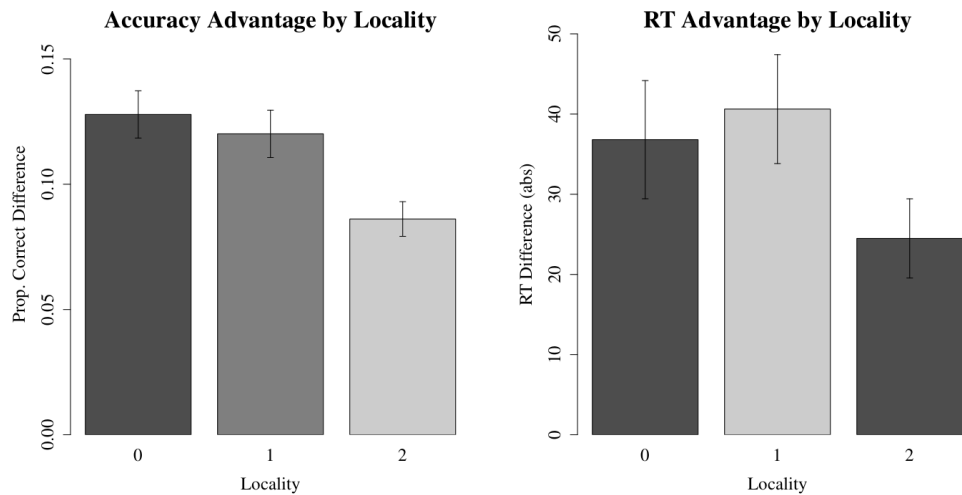 Accuracy Advantage by Locality
Prop. Correct Difference
0.15
0.10
0.05
0.00
0 1 2
Locality
RT Advantage by Locality
RT Difference (abs)
50
40
30
20
10
0
0 1 2
Locality